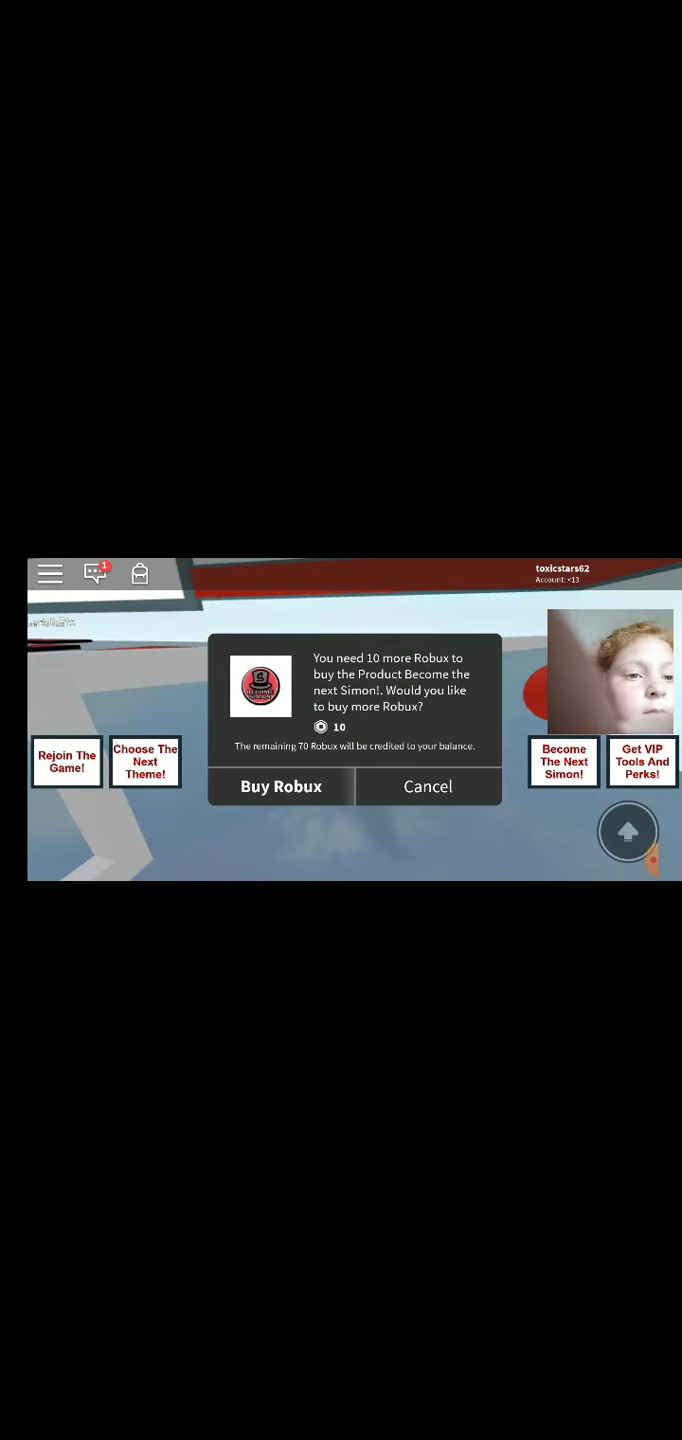 1
toxicstars62
Account: <13
You need 10 more Robux to
buy the Product Become the
next Simon!. Would you like
to buy more Robux?
10
The remaining 70 Robux will be credited to your balance.
Buy Robux
Cancel
Rejoin The
Game!
Choose The
Next
Theme!
Become
The Next
Simon!
Get VIP
Tools And
Perks!